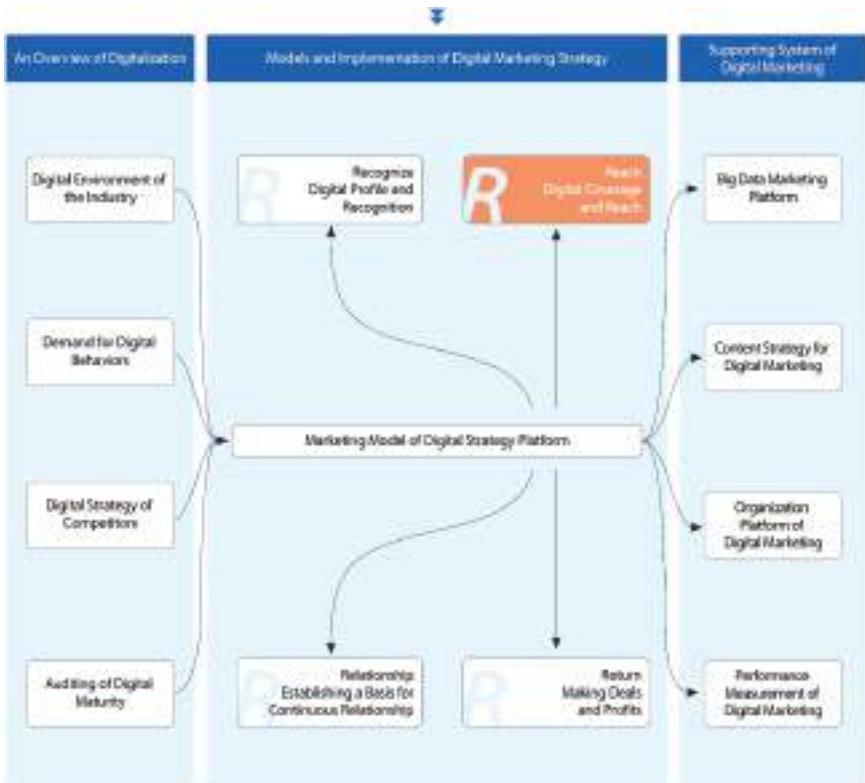 An Overview of Digitalization
Models and Implementation of Digital Marketing Strategy
Supporting System of
Digital Marketing
Digital Environment of
the Industry
Demand for Digital
Behaviors
Digital Strategy of
Competitors
Auditing of Digital
Maturity
R
Recognize
Digital Profile and
Recognition
R
Reach
Digital Coverage
and Reach
Marketing Model of Digital Strategy Platform
R
Relationship
Establishing a Basis for
Continuous Relationship
R
Return
Making Deals
and Profits
Big Data Marketing
Platform
Content Strategy for
Digital Marketing
Organization
Platform of
Digital Marketing
Performance
Measurement of
Digital Marketing